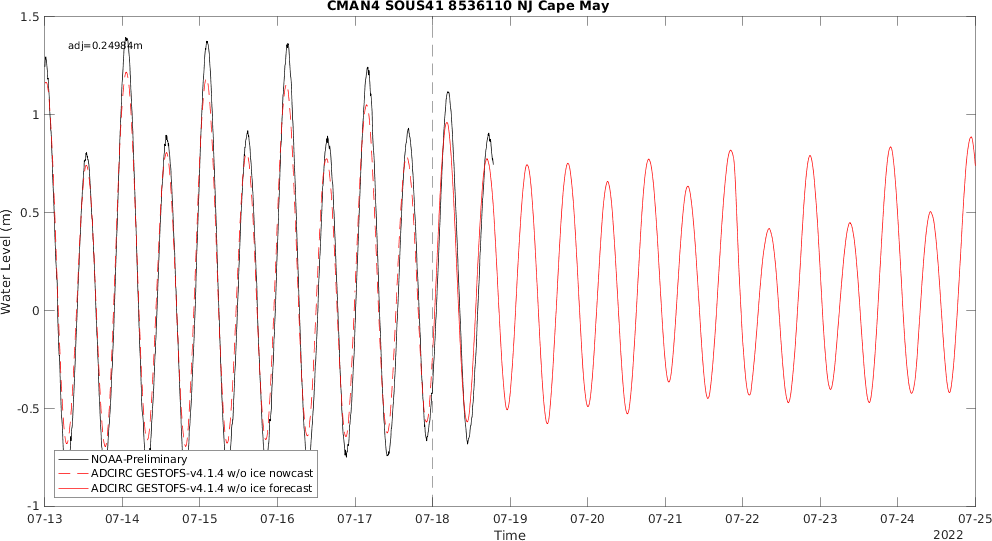 CMAN4 SOUS41 8536110 NJ Cape May
adj=0.24984m
1.5
1
0.5
0
-0.5
-1
Water Level (m)
NOAA-Preliminary
ADCIRC GESTOFS-v4.1.4 w/o ice nowcast
ADCIRC GESTOFS-v4.1.4 w/o ice forecast
07-13 07-14 07-15 07-16 07-17 07-18 07-19 07-20 07-21 07-22 07-23 07-24 07-25
Time
2022